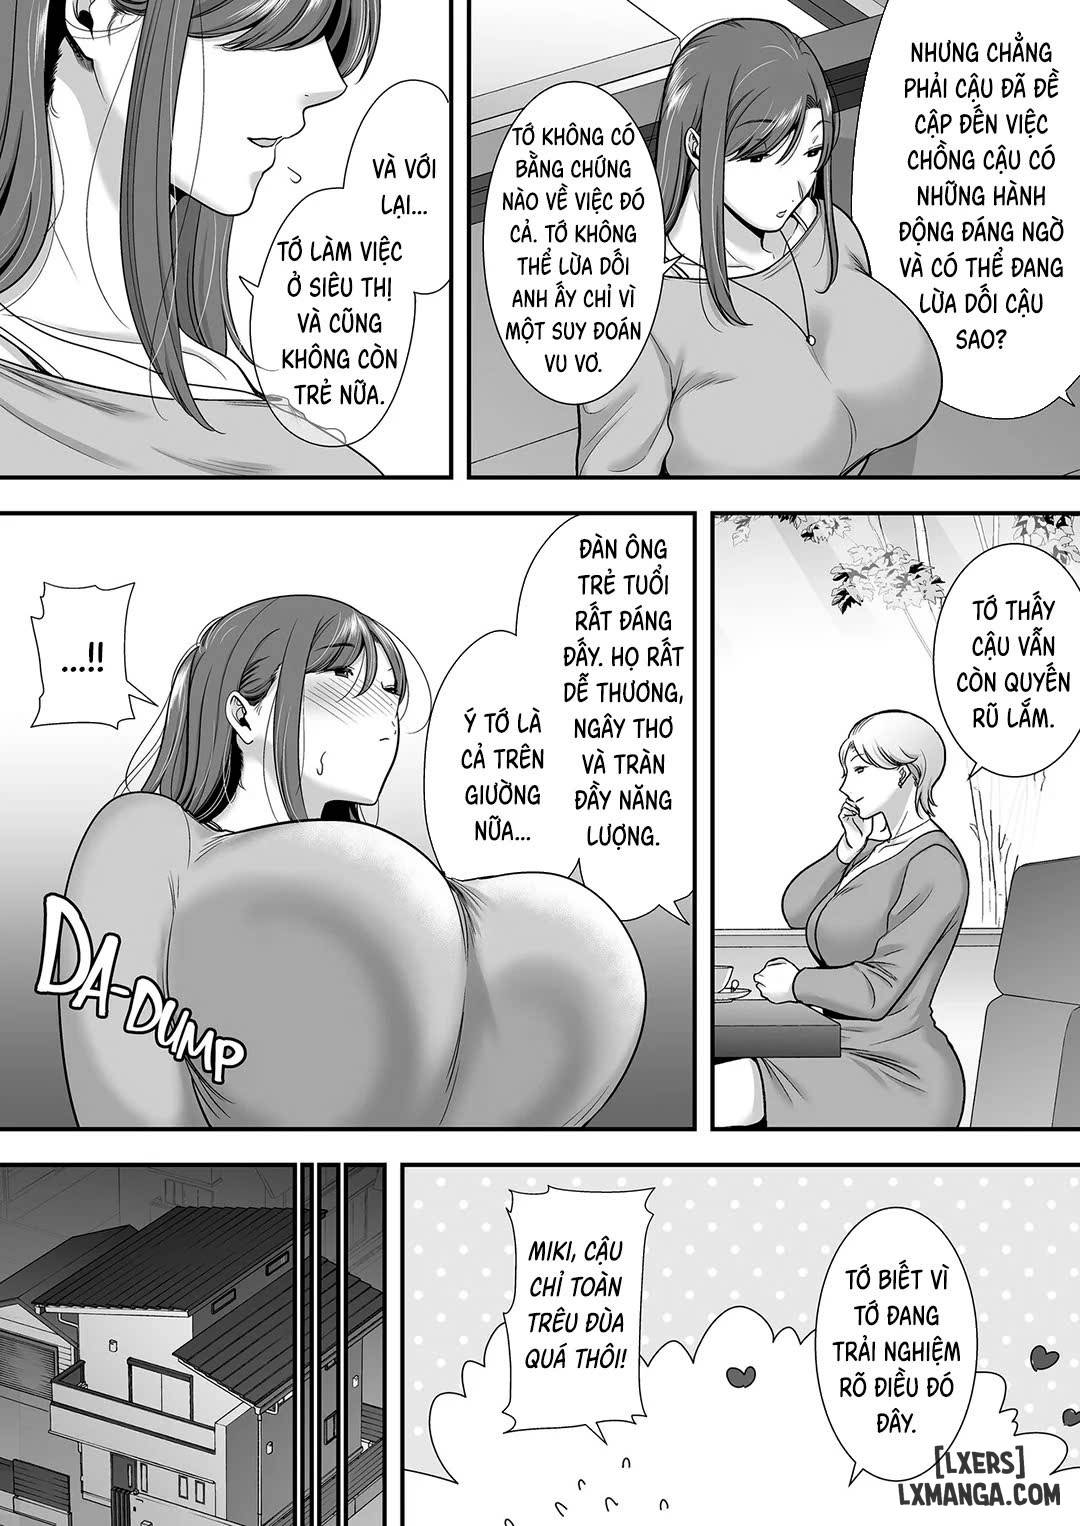 NHƯNG CHẲNG
PHẢI CẬU ĐÃ ĐỀ
CẬP ĐẾN VIỆC
CHỒNG CẬU CÓ
NHỮNG HÀNH
ĐỘNG ĐÁNG NGỜ
VÀ CÓ THỂ ĐANG
LỪA DỐI CẬU
SAO?
TỚ KHÔNG CÓ
BẰNG CHỨNG
NÀO VỀ VIỆC ĐÓ
CẢ. TỚ KHÔNG
THỂ LỪA DỐI
ANH ẤY CHỈ VÌ
MỘT SUY ĐOÁN
VU VƠ.
VÀ VỚI
LẠI...
TỚ LÀM VIỆC
Ở SIÊU THỊ
VÀ CŨNG
KHÔNG CÒN
TRẺ NỮA.
TỚ THẤY
CẬU VẪN
CÒN QUYẾN
RŨ LẮM.
ĐÀN ÔNG
TRẺ TUỔI
RẤT ĐÁNG
ĐẤY. HỌ RẤT
DỄ THƯƠNG,
NGÂY THƠ
VÀ TRÀN
ĐẦY NĂNG
LƯỢNG.
Ý TỚ LÀ
CẢ TRÊN
GIƯỜNG
NỮA...
...!!
DA-DUMP
TỚ BIẾT VÌ
TỚ ĐANG
TRẢI NGHIỆM
RÕ ĐIỀU ĐÓ
ĐÂY.
MIKI, CẬU
CHỈ TOÀN
TRÊU ĐÙA
QUÁ THÔI!
[LXERS]
LXMANGA.COM